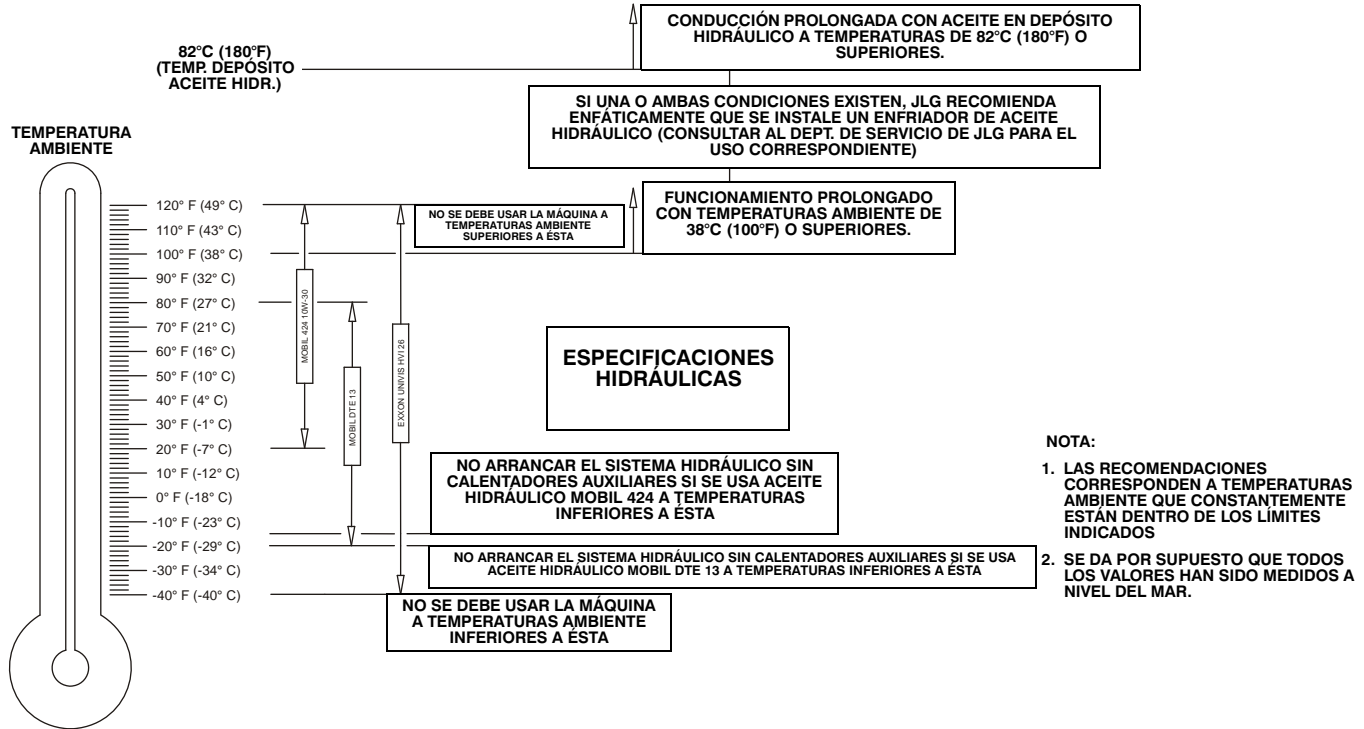 CONDUCCIÓN PROLONGADA CON ACEITE EN DEPÓSITO
HIDRÁULICO A TEMPERATURAS DE 82°C (180°F) O
SUPERIORES.
82°C (180°F)
(TEMP. DEPÓSITO
ACEITE HIDR.)
SI UNA O AMBAS CONDICIONES EXISTEN, JLG RECOMIENDA
ENFÁTICAMENTE QUE SE INSTALE UN ENFRIADOR DE ACEITE
HIDRÁULICO (CONSULTAR AL DEPT. DE SERVICIO DE JLG PARA EL
USO CORRESPONDIENTE)
TEMPERATURA
AMBIENTE
FUNCIONAMIENTO PROLONGADO
CON TEMPERATURAS AMBIENTE DE
38°C (100°F) O SUPERIORES.
NO SE DEBE USAR LA MÁQUINA A
TEMPERATURAS AMBIENTE
SUPERIORES A ÉSTA
120° F (49° C)
110° F (43° C)
100° F (38° C)
90° F (32° C)
80° F (27° C)
70° F (21° C)
60° F (16° C)
50° F (10° C)
40° F (4° C)
30° F (-1° C)
20° F (-7° C)
10° F (-12° C)
0° F (-18° C)
-10° F (-23° C)
-20° F (-29° C)
-30° F (-34° C)
-40° F (-40° C)
MOBIL 424 10W-30
MOBIL DTE 13
EXXON UNIVIS HVI 26
ESPECIFICACIONES
HIDRÁULICAS
NO ARRANCAR EL SISTEMA HIDRÁULICO SIN
CALENTADORES AUXILIARES SI SE USA ACEITE
HIDRÁULICO MOBIL 424 A TEMPERATURAS
INFERIORES A ÉSTA
NO ARRANCAR EL SISTEMA HIDRÁULICO SIN CALENTADORES AUXILIARES SI SE USA
ACEITE HIDRÁULICO MOBIL DTE 13 A TEMPERATURAS INFERIORES A ÉSTA
NO SE DEBE USAR LA MÁQUINA
A TEMPERATURAS AMBIENTE
INFERIORES A ÉSTA
NOTA:
1. LAS RECOMENDACIONES
CORRESPONDEN A TEMPERATURAS
AMBIENTE QUE CONSTANTEMENTE
ESTÁN DENTRO DE LOS LÍMITES
INDICADOS
2. SE DA POR SUPUESTO QUE TODOS
LOS VALORES HAN SIDO MEDIDOS A
NIVEL DEL MAR.